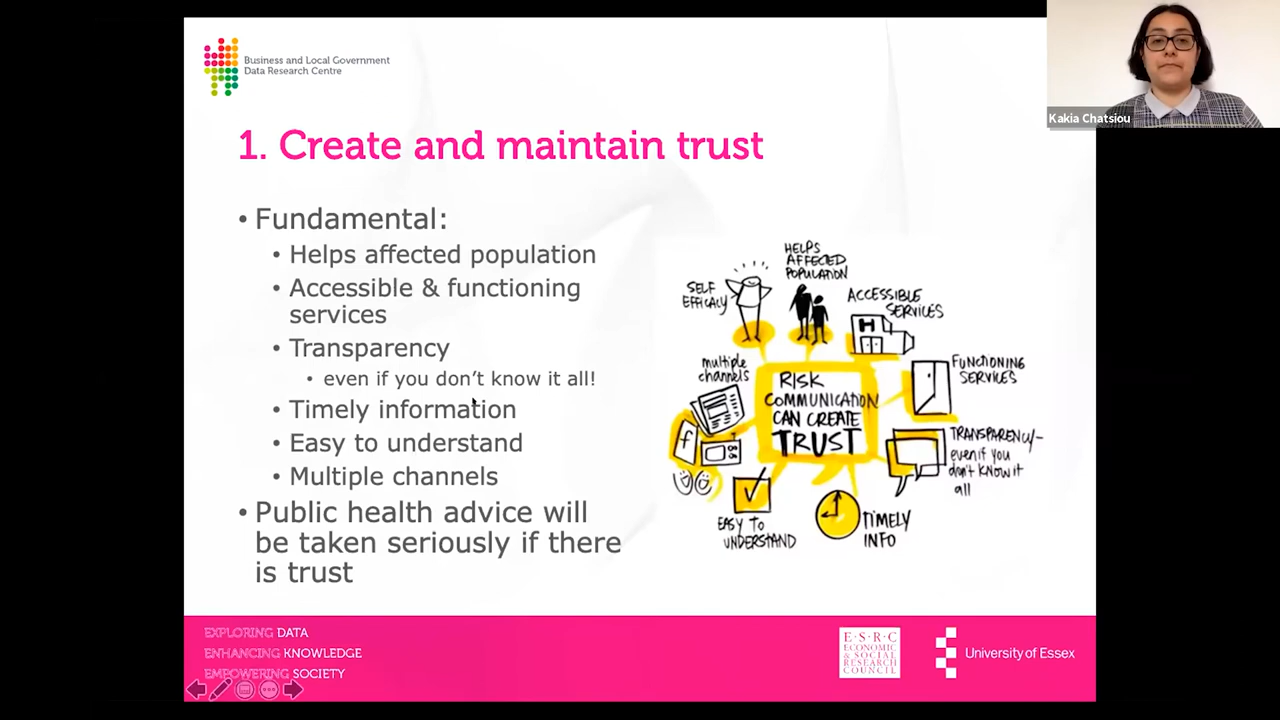 Business and Local Government
Data Research Centre
Kakia Chatsiou
1. Create and maintain trust
• Fundamental:
• Helps affected population
• Accessible & functioning
services
• Transparency
• even if you don't know it all!
• Timely information
• Easy to understand
• Multiple channels
• Public health advice will
be taken seriously if there
is trust
HELPS
AFFECTED
POPULATION
SELF
EFFICACY
ACCESSIBLE
SERVICES
H
multiple
channels
FUNCTIONING
SERVICES
RISK
COMMUNICATION
CAN CREATE
TRUST
f
TRANSPARENCY-
even if you
don't know it
all
EASY TO
UNDERSTAND
TIMELY
INFO
EXPLORING DATA
ENHANCING KNOWLEDGE
EMPOWERING SOCIETY
E·S·R·C
ECONOMIC
& SOCIAL
RESEARCH
COUNCIL
University of Essex